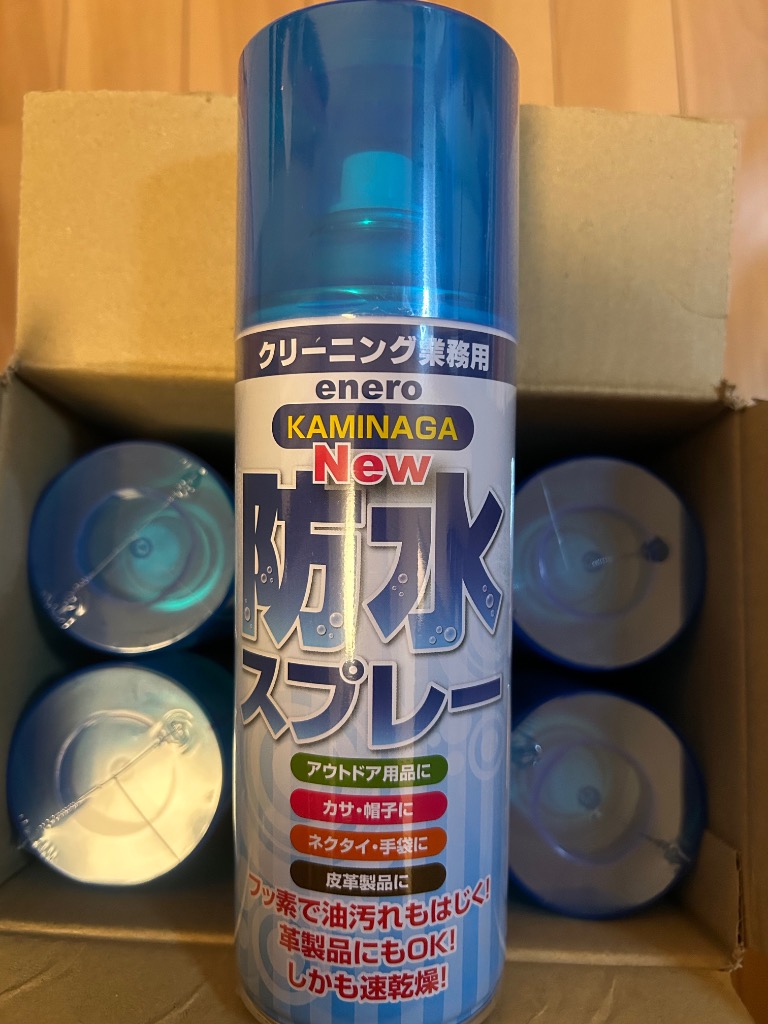 クリーニング業務用
enero
KAMINAGA
New
防水
スプレー
アウトドア用品に
カサ・帽子に
ネクタイ・手袋に
皮革製品に
フッ素で油汚れもはじく!
革製品にもOK!
しかも速乾燥!